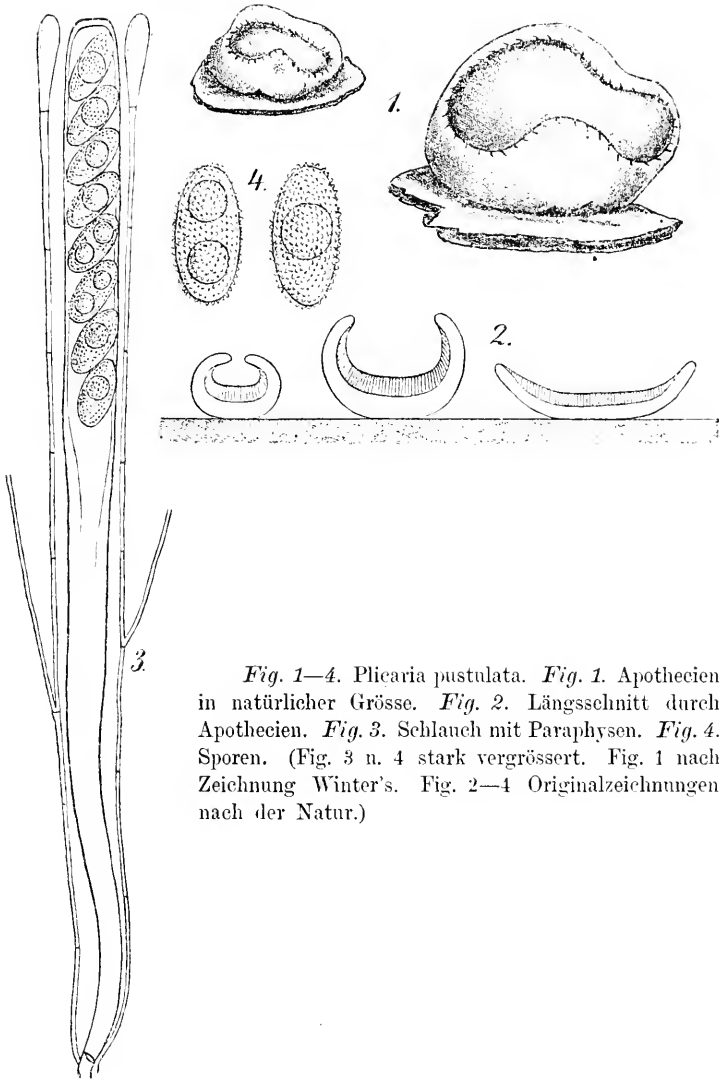 1.
4.
2.
3.
Fig. 1—4. Plicaria pustulata. Fig. 1. Apothecien
in natürlicher Grösse. Fig. 2. Längsschnitt durch
Apothecien. Fig. 3. Schlauch mit Paraphysen. Fig. 4.
Sporen. (Fig. 3 u. 4 stark vergrössert. Fig. 1 nach
Zeichnung Winter's. Fig. 2—4 Originalzeichnungen
nach der Natur.)